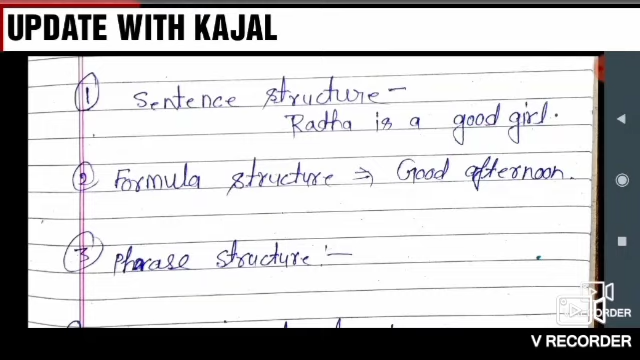 UPDATE WITH KAJAL
① Sentence structure-
Radha is a good girl.
② Formula structure ⇒ Good afternoon.
③ Phrase structure :-
RDER
V RECORDER